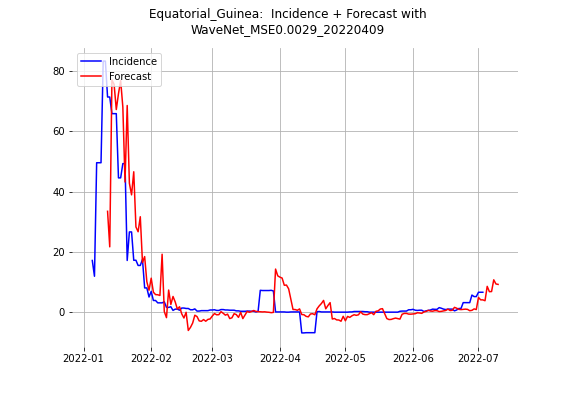 Equatorial_Guinea:  Incidence + Forecast with
WaveNet_MSE0.0029_20220409
Incidence
Forecast
80
60
40
20
0
2022-01 2022-02 2022-03 2022-04 2022-05 2022-06 2022-07